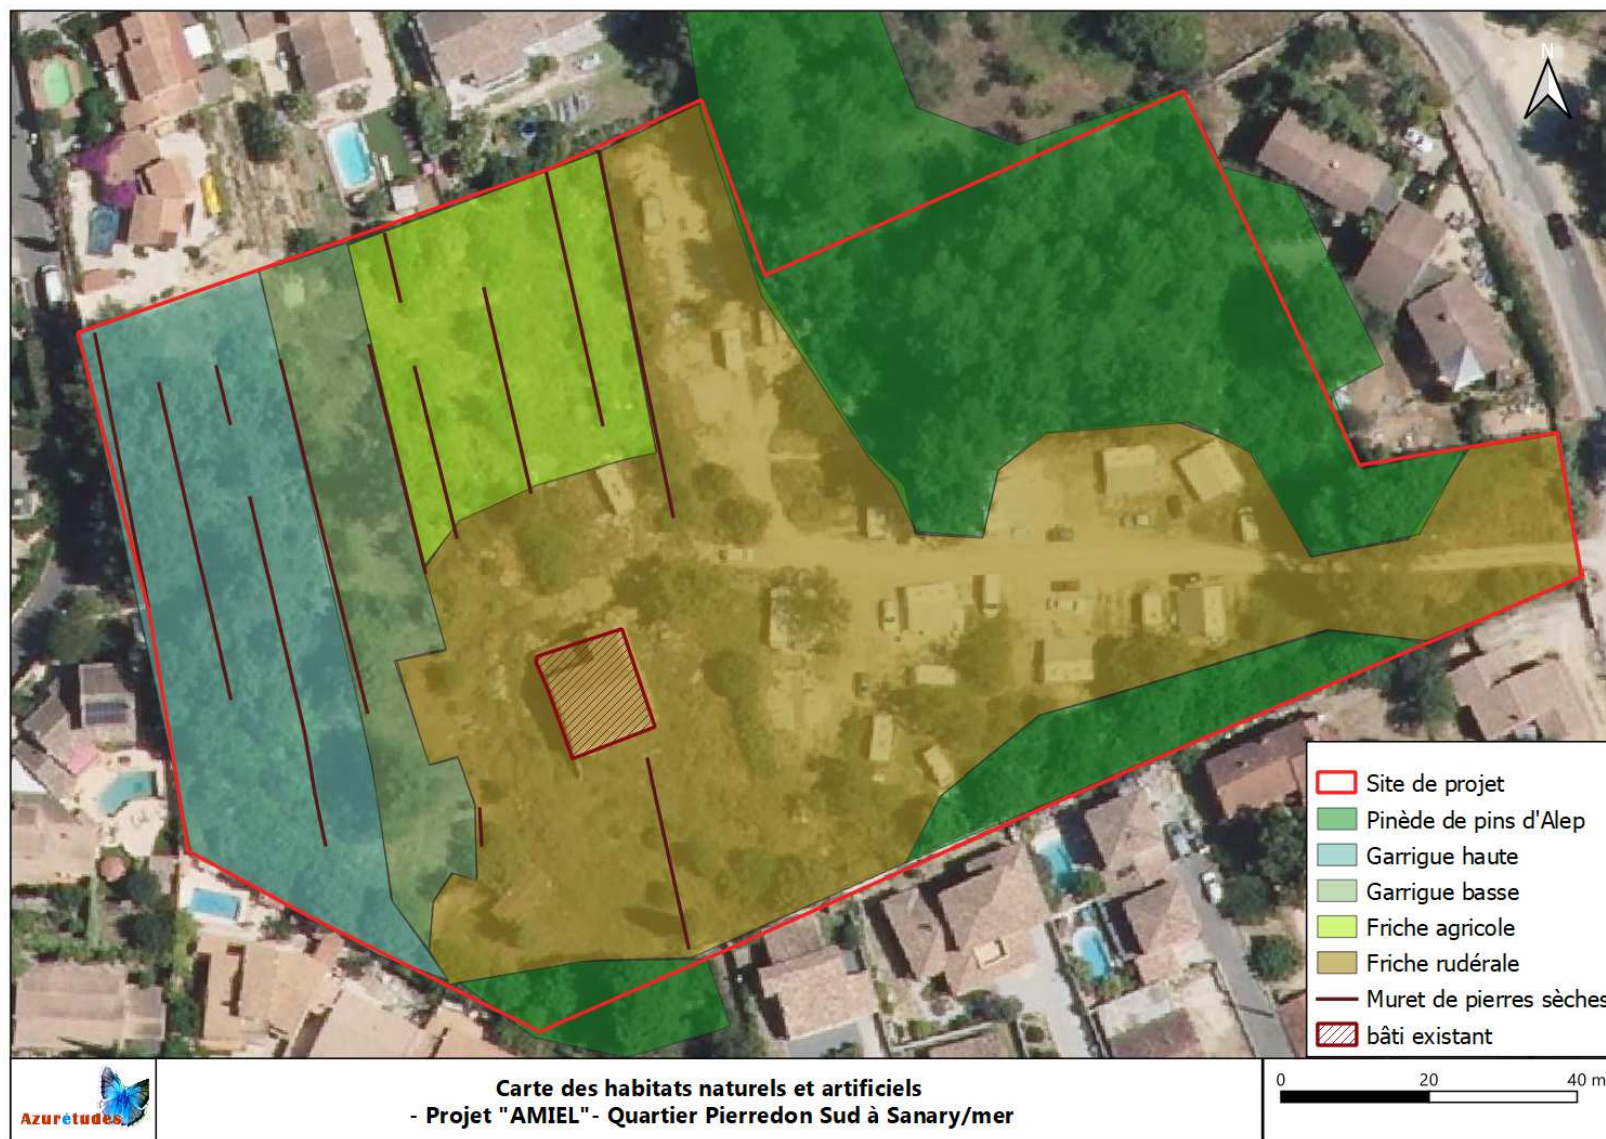 N
Site de projet
Pinède de pins d'Alep
Garrigue haute
Garrigue basse
Friche agricole
Friche rudérale
Muret de pierres sèches
bâti existant
Azurétudes
Carte des habitats naturels et artificiels
- Projet "AMIEL"- Quartier Pierredon Sud à Sanary/mer
0 20 40 m